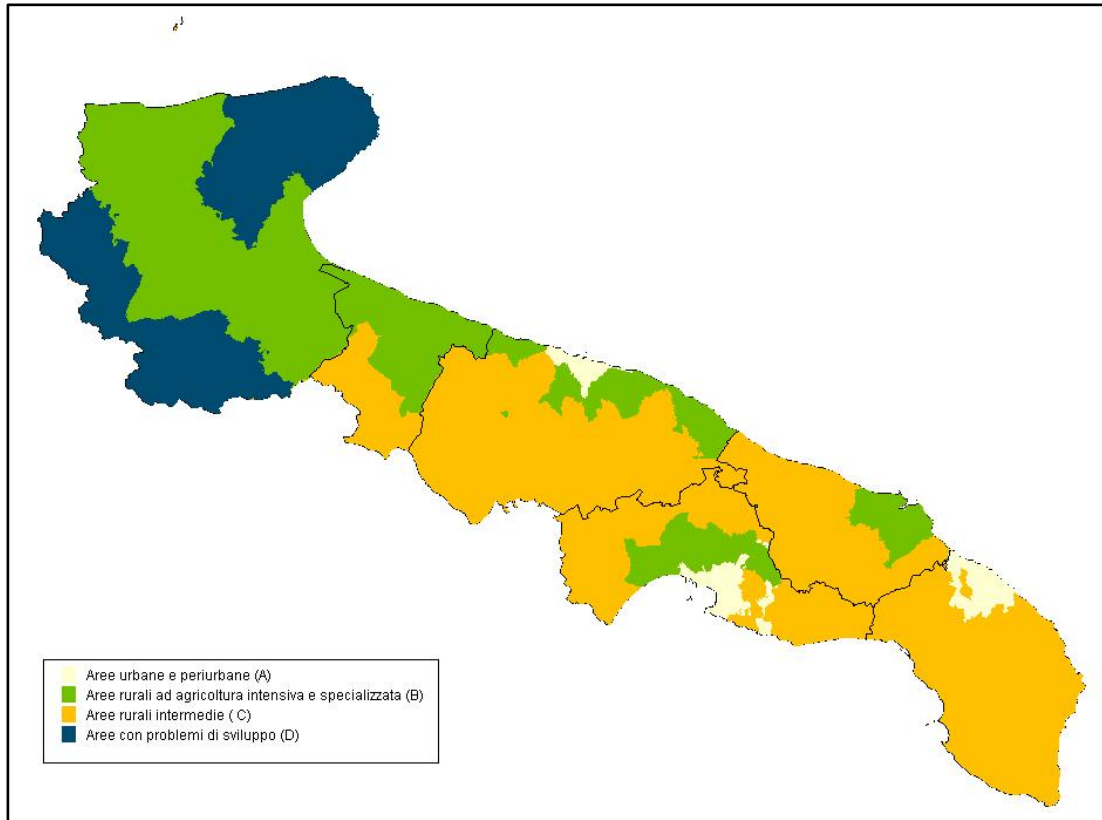 Aree urbane e periurbane (A)
Aree rurali ad agricoltura intensiva e specializzata (B)
Aree rurali intermedie ( C)
Aree con problemi di sviluppo (D)